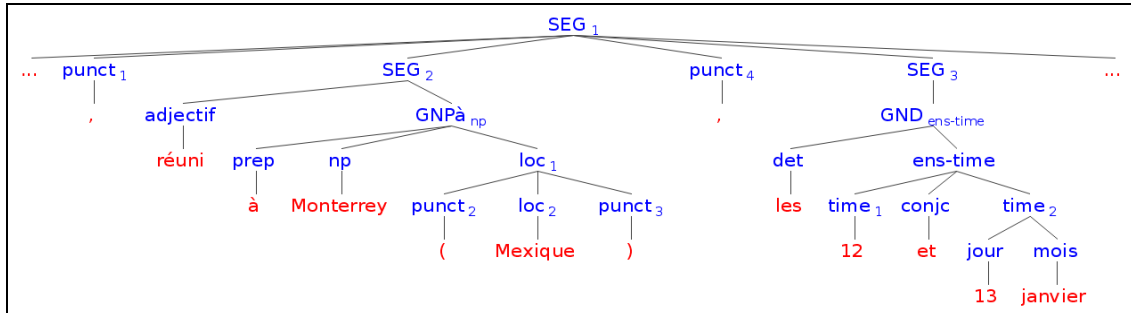 SEG 1
... punct 1 SEG 2 punct 4 SEG 3 ...
, adjectif GNPà np , GND ens-time
réuni prep np loc 1 det ens-time
à Monterrey punct 2 loc 2 punct 3 les time 1 conjc time 2
( Mexique ) 12 et jour mois
13 janvier